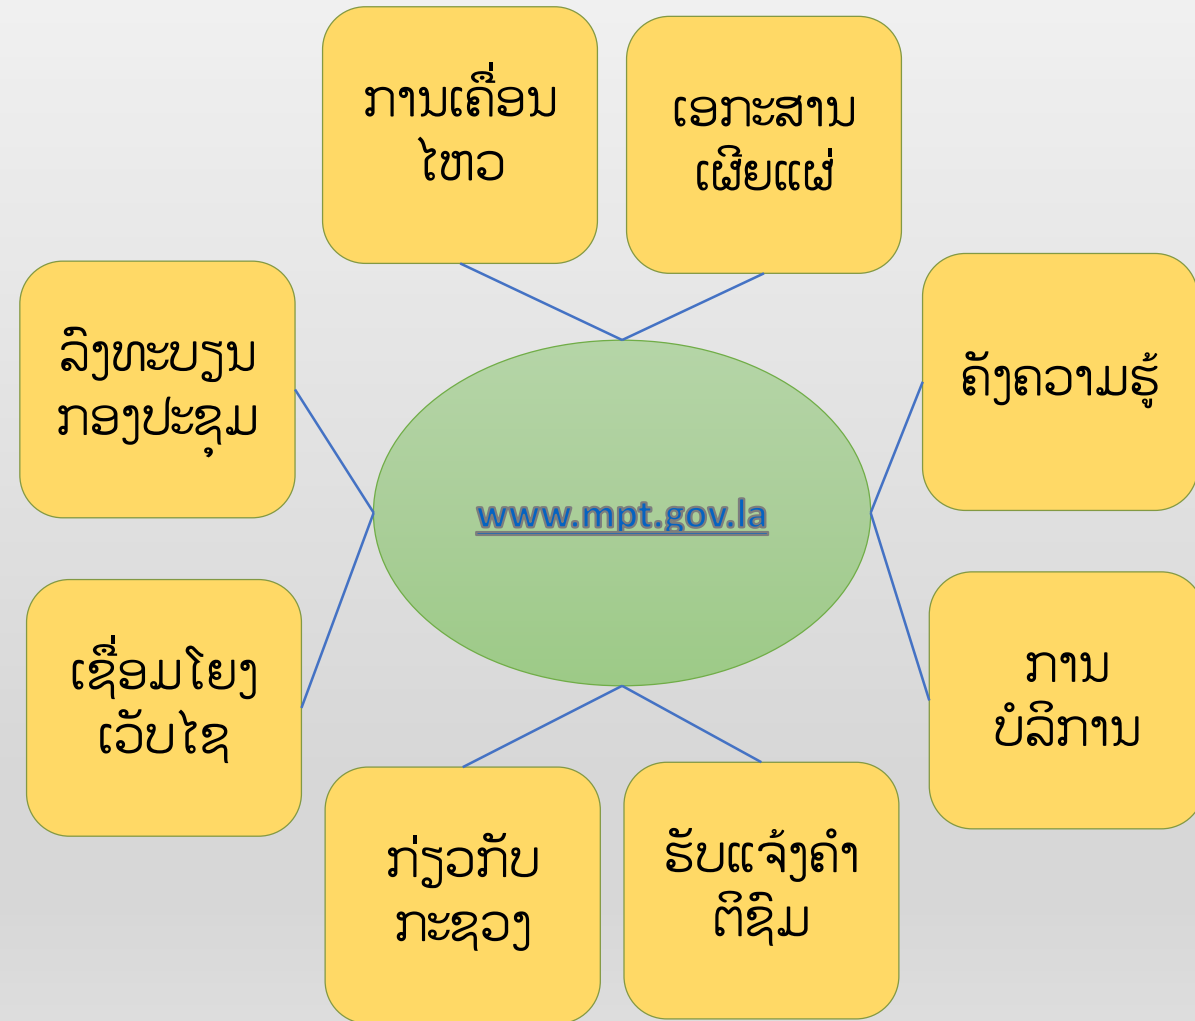 ການເຄື່ອນ
ໄຫວ
ເອກະສານ
ເຜີຍແຜ່
ລົງທະບຽນ
ກອງປະຊຸມ
ຄັງຄວາມຮູ້
www.mpt.gov.la
ເຊື່ອມໂຍງ
ເວັບໄຊ
ການ
ບໍລິການ
ກ່ຽວກັບ
ກະຊວງ
ຮັບແຈ້ງຄຳ
ຕິຊົມ